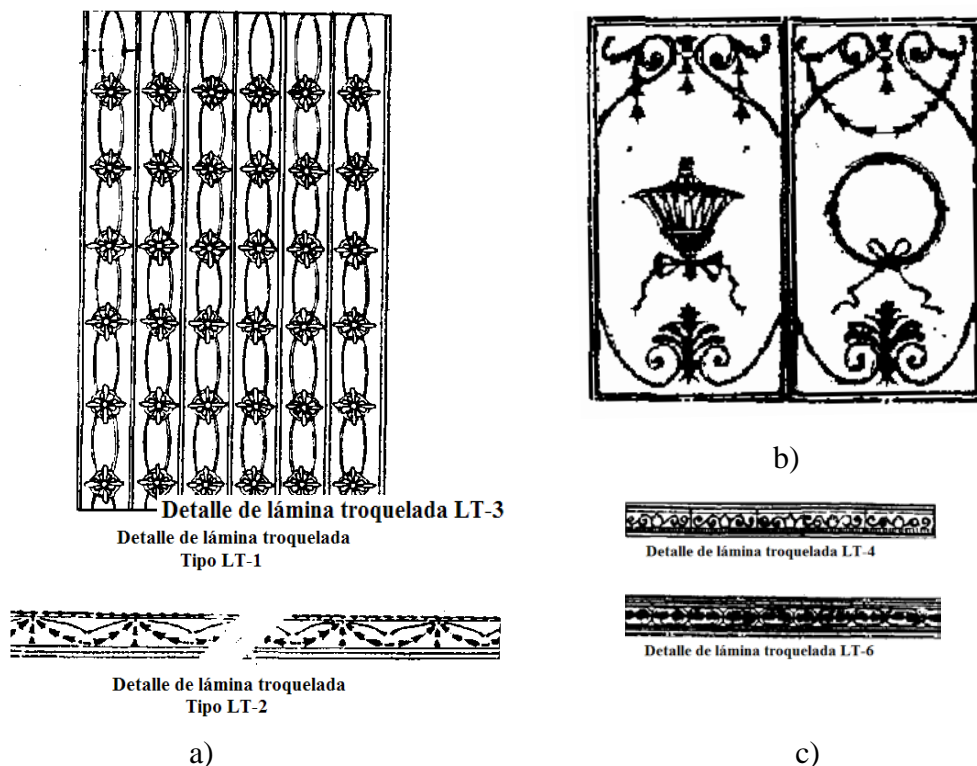 Detalle de lámina troquelada LT-3
Detalle de lámina troquelada
Tipo LT-1
Detalle de lámina troquelada
Tipo LT-2
a)
b)
Detalle de lámina troquelada LT-4
Detalle de lámina troquelada LT-6
c)